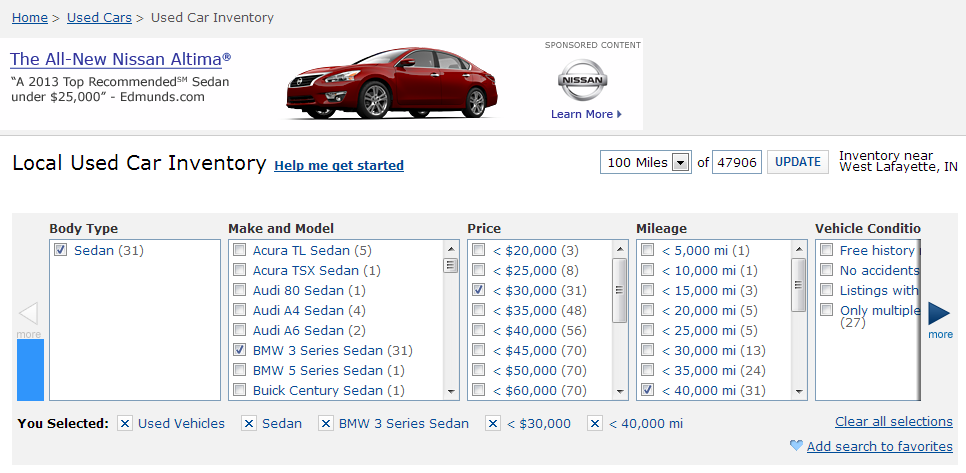 Home > Used Cars > Used Car Inventory
SPONSORED CONTENT
The All-New Nissan Altima®
“A 2013 Top Recommended℠ Sedan
under $25,000” - Edmunds.com
NISSAN
Learn More
Local Used Car Inventory Help me get started
100 Miles of 47906 UPDATE
Inventory near
West Lafayette, IN
more
Body Type
Sedan (31)
Make and Model
Acura TL Sedan (5)
Acura TSX Sedan (1)
Audi 80 Sedan (1)
Audi A4 Sedan (4)
Audi A6 Sedan (2)
BMW 3 Series Sedan (31)
BMW 5 Series Sedan (1)
Buick Century Sedan (1)
Price
< $20,000 (3)
< $25,000 (8)
< $30,000 (31)
< $35,000 (48)
< $40,000 (56)
< $45,000 (70)
< $50,000 (70)
< $60,000 (70)
Mileage
< 5,000 mi (1)
< 10,000 mi (1)
< 15,000 mi (3)
< 20,000 mi (5)
< 25,000 mi (5)
< 30,000 mi (13)
< 35,000 mi (24)
< 40,000 mi (31)
Vehicle Conditio
Free history
No accidents
Listings with
Only multiple
(27)
more
You Selected: Used Vehicles Sedan BMW 3 Series Sedan < $30,000 < 40,000 mi
Clear all selections
Add search to favorites